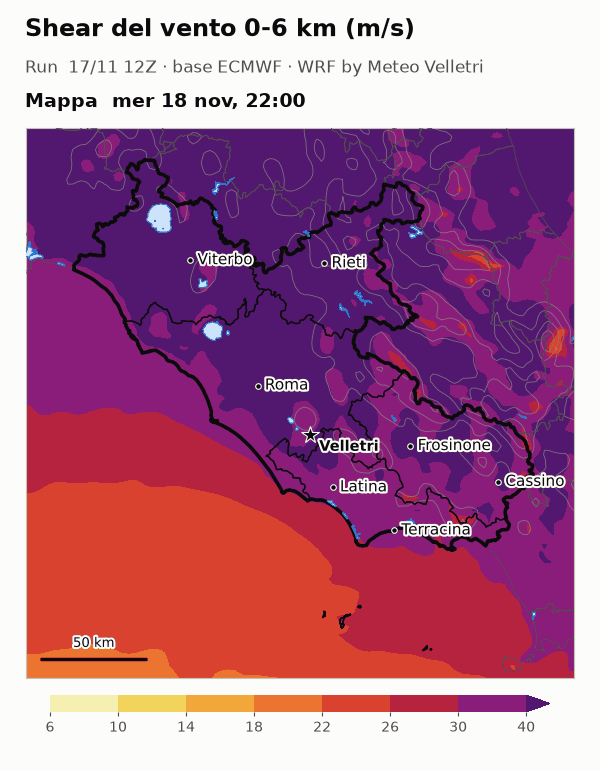 Shear del vento 0-6 km (m/s)
Run  17/11 12Z · base ECMWF · WRF by Meteo Velletri
Mappa  mer 18 nov, 22:00
Viterbo
Rieti
Roma
Velletri
Frosinone
Latina
Cassino
Terracina
50 km
6 10 14 18 22 26 30 40